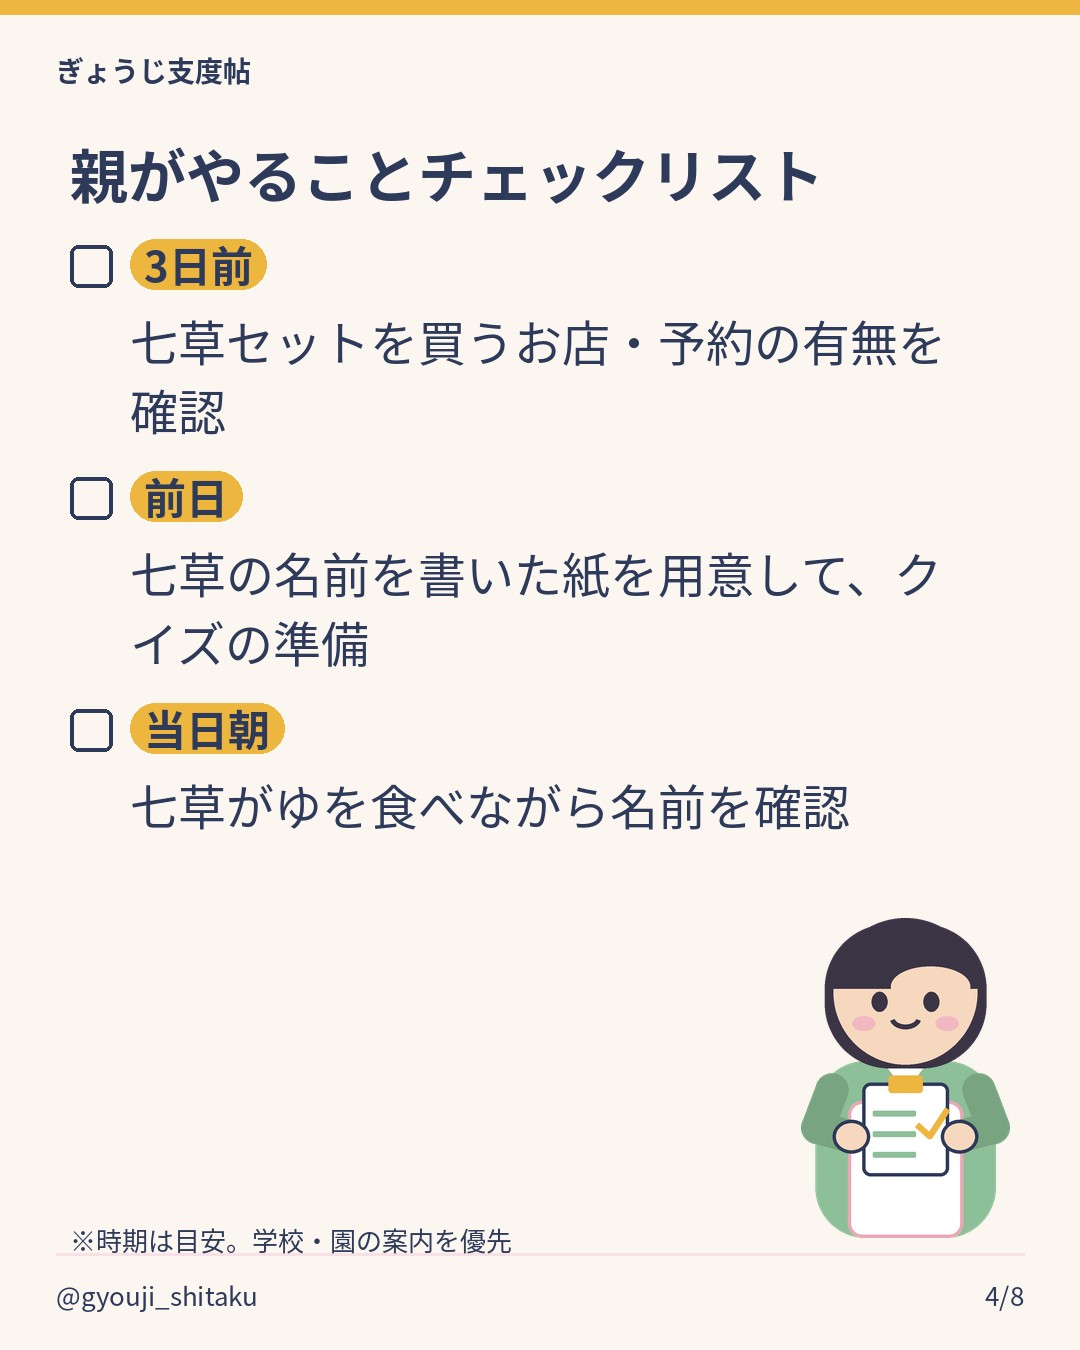 ぎょうじ支度帖
親がやることチェックリスト
3日前
七草セットを買うお店・予約の有無を
確認
前日
七草の名前を書いた紙を用意して、ク
イズの準備
当日朝
七草がゆを食べながら名前を確認
※時期は目安。学校・園の案内を優先
@gyouji_shitaku
4/8